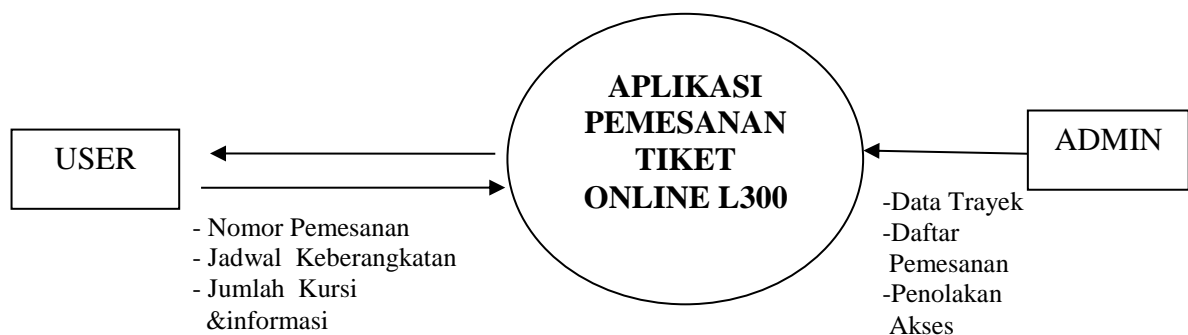 USER
- Nomor Pemesanan
- Jadwal Keberangkatan
- Jumlah Kursi
&informasi
APLIKASI
PEMESANAN
TIKET
ONLINE L300
ADMIN
-Data Trayek
-Daftar
Pemesanan
-Penolakan
Akses